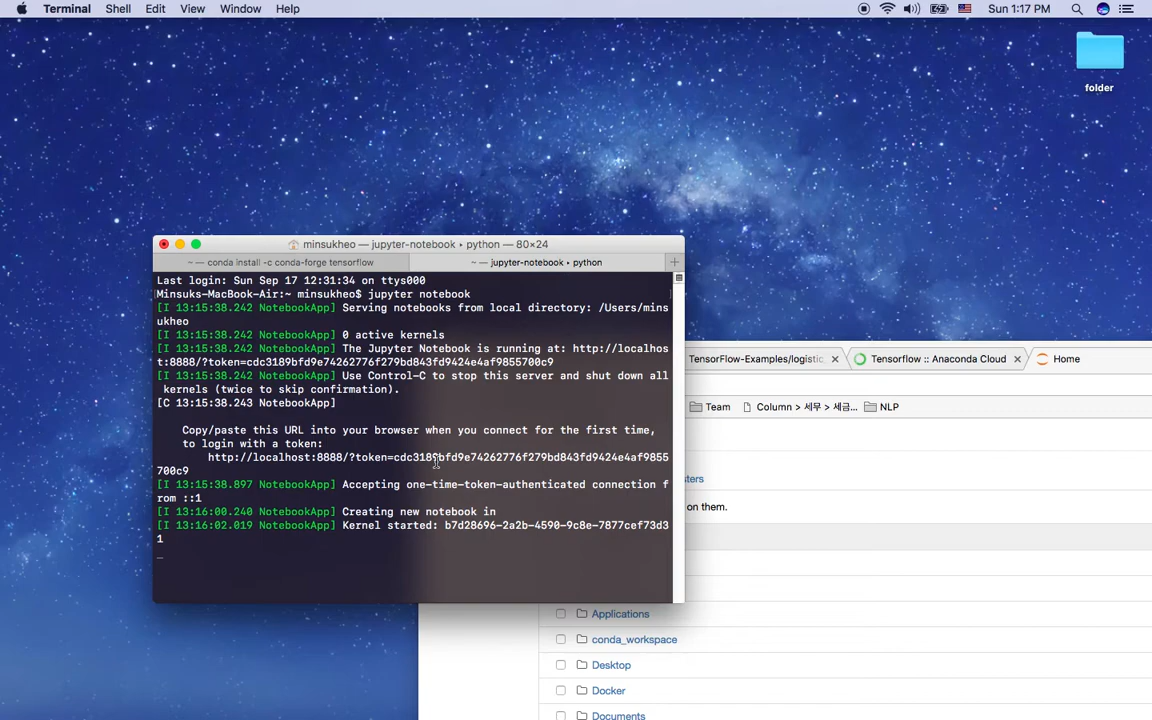 Terminal Shell Edit View Window Help Sun 1:17 PM
folder
minsukheo — jupyter-notebook ▸ python — 80×24
~ — conda install -c conda-forge tensorflow
~ — jupyter-notebook ▸ python
Last login: Sun Sep 17 12:31:34 on ttys000
Minsuks-MacBook-Air:~ minsukheo$ jupyter notebook
[I 13:15:38.242 NotebookApp] Serving notebooks from local directory: /Users/mins
ukheo
[I 13:15:38.242 NotebookApp] 0 active kernels
[I 13:15:38.242 NotebookApp] The Jupyter Notebook is running at: http://localhos
t:8888/?token=cdc3189bfd9e74262776f279bd843fd9424e4af9855700c9
[I 13:15:38.242 NotebookApp] Use Control-C to stop this server and shut down all
kernels (twice to skip confirmation).
[C 13:15:38.243 NotebookApp]
Copy/paste this URL into your browser when you connect for the first time,
to login with a token:
http://localhost:8888/?token=cdc3189bfd9e74262776f279bd843fd9424e4af9855
700c9
[I 13:15:38.897 NotebookApp] Accepting one-time-token-authenticated connection f
rom ::1
[I 13:16:00.240 NotebookApp] Creating new notebook in
[I 13:16:02.019 NotebookApp] Kernel started: b7d28696-2a2b-4590-9c8e-7877cef73d3
1
TensorFlow-Examples/logistic Tensorflow :: Anaconda Cloud Home
Team Column > 세무 > 세금... NLP
sters
on them.
Applications
conda_workspace
Desktop
Docker
Documents